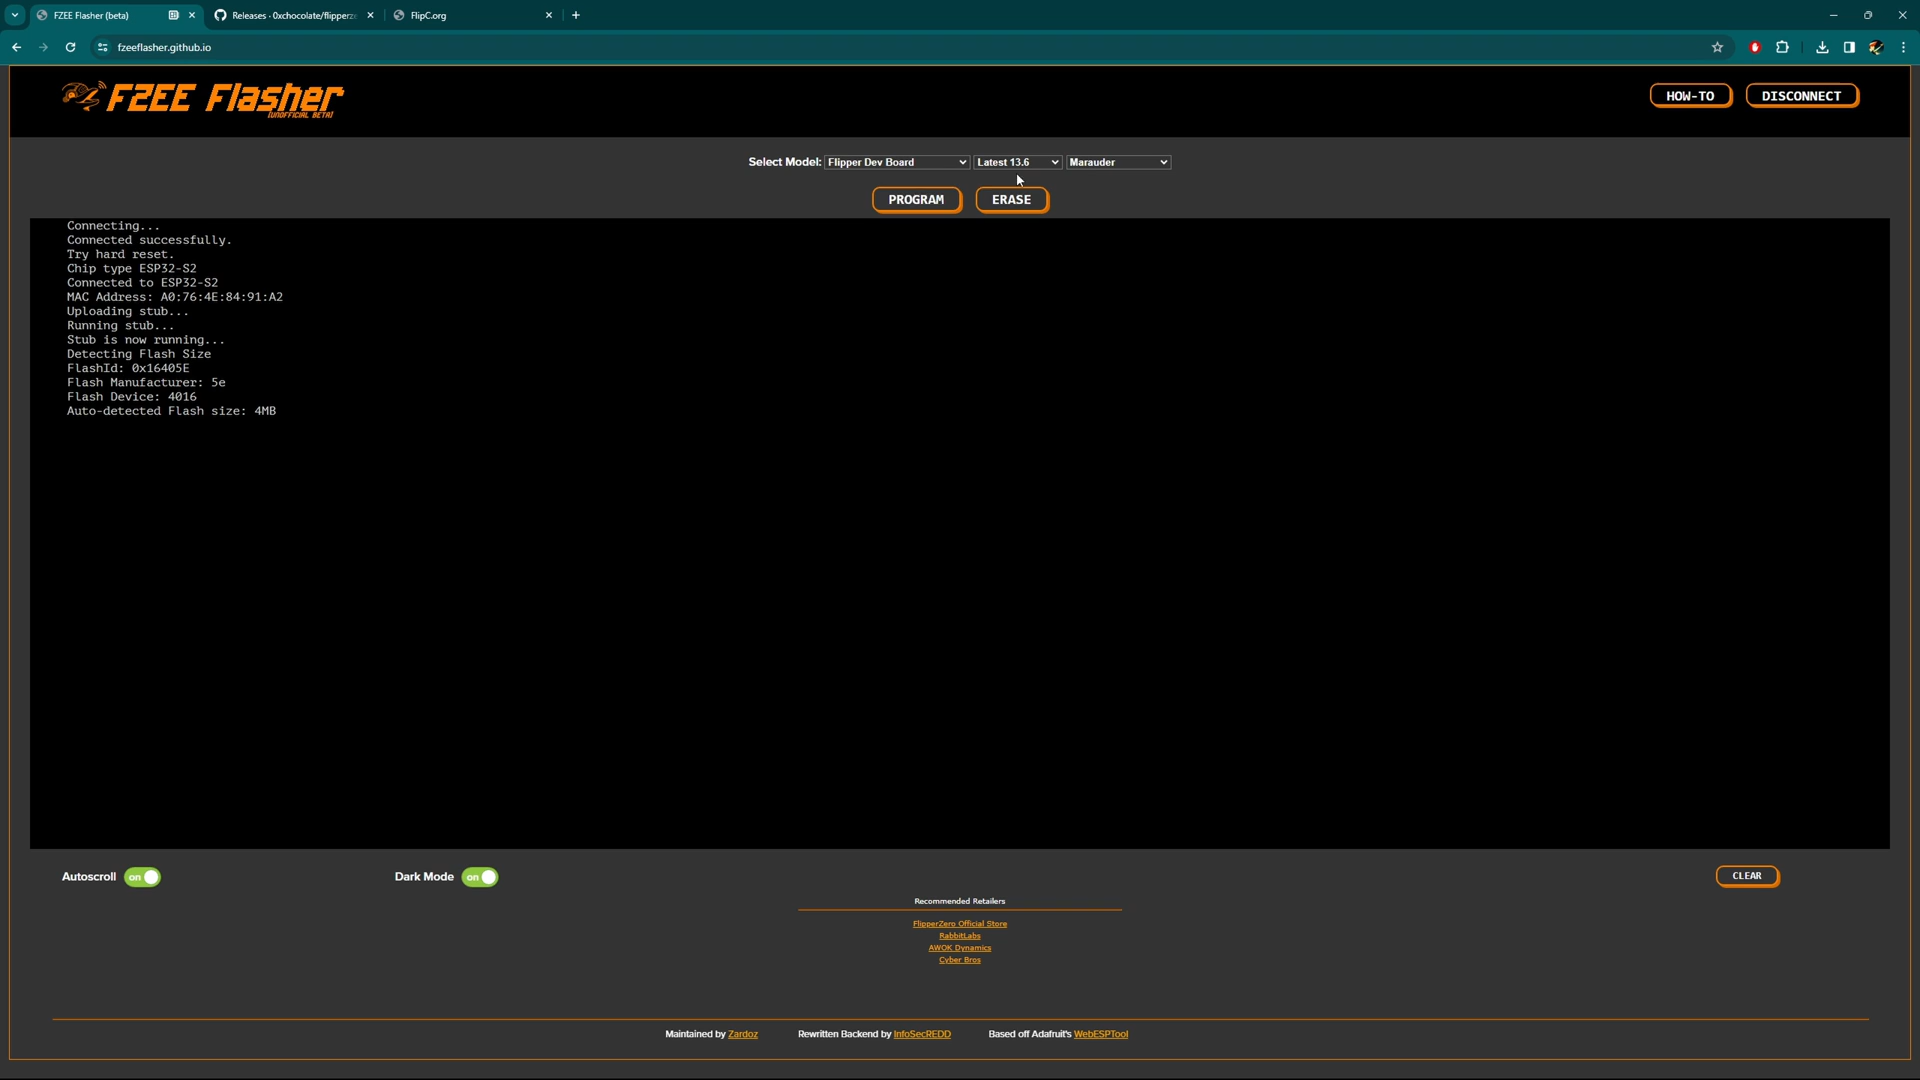 FZEE Flasher (beta)
Releases · 0xchocolate/flipperz
FlipC.org
fzeeflasher.github.io
FZEE Flasher
[UNOFFICIAL BETA]
HOW-TO
DISCONNECT
Select Model: Flipper Dev Board Latest 13.6 Marauder
PROGRAM
ERASE
Connecting...
Connected successfully.
Try hard reset.
Chip type ESP32-S2
Connected to ESP32-S2
MAC Address: A0:76:4E:84:91:A2
Uploading stub...
Running stub...
Stub is now running...
Detecting Flash Size
FlashId: 0x16405E
Flash Manufacturer: 5e
Flash Device: 4016
Auto-detected Flash size: 4MB
Autoscroll on
Dark Mode on
CLEAR
Recommended Retailers
FlipperZero Official Store
RabbitLabs
AWOK Dynamics
Cyber Bros
Maintained by Zardoz
Rewritten Backend by InfoSecREDD
Based off Adafruit's WebESPTool